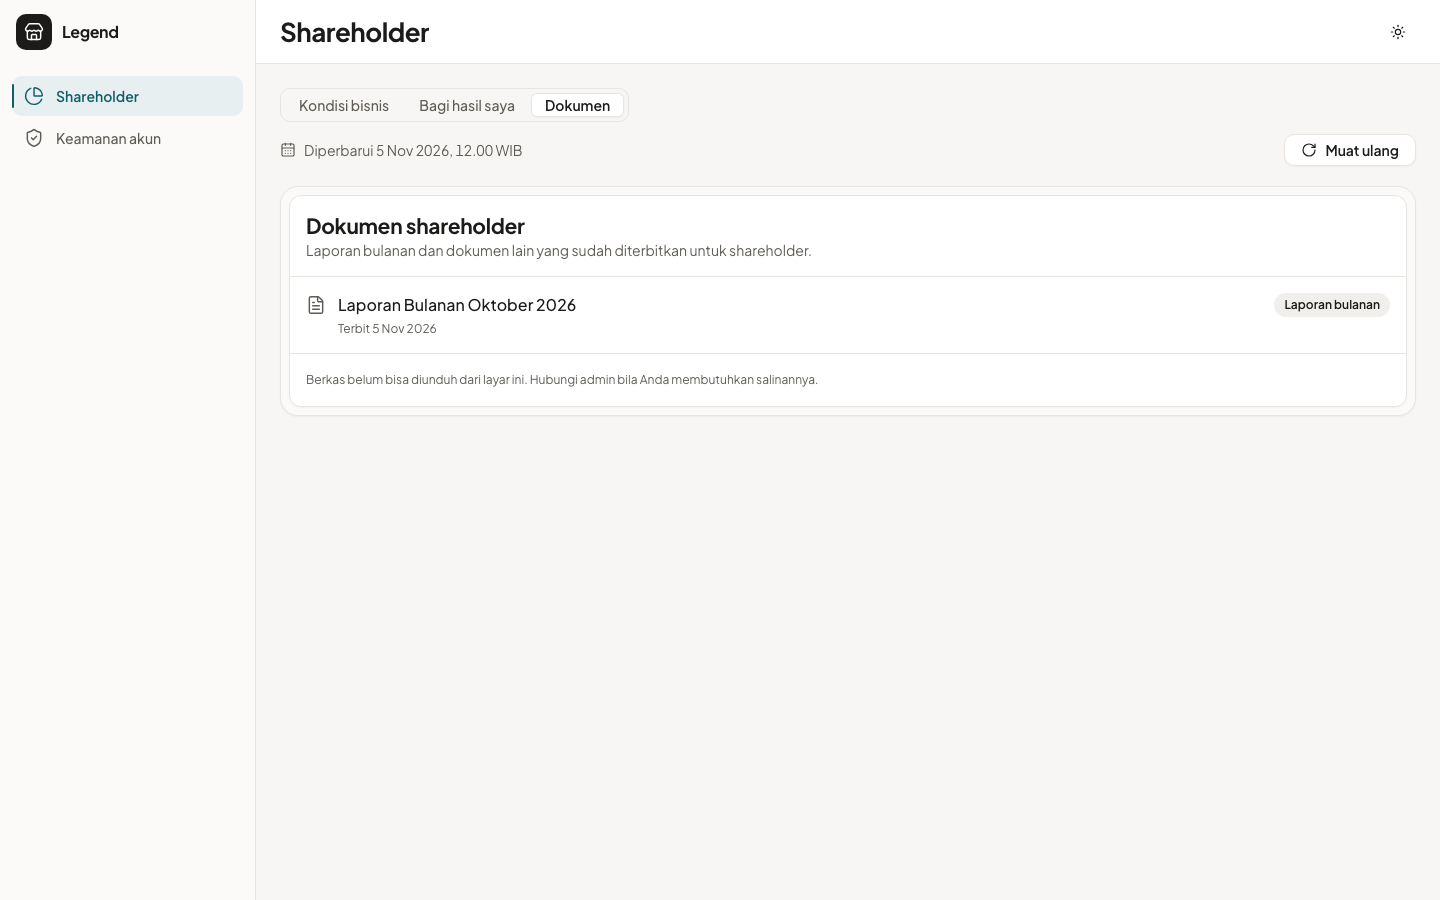 Legend
Shareholder
Shareholder
Keamanan akun
Kondisi bisnis
Bagi hasil saya
Dokumen
Diperbarui 5 Nov 2026, 12.00 WIB
Muat ulang
Dokumen shareholder
Laporan bulanan dan dokumen lain yang sudah diterbitkan untuk shareholder.
Laporan Bulanan Oktober 2026
Laporan bulanan
Terbit 5 Nov 2026
Berkas belum bisa diunduh dari layar ini. Hubungi admin bila Anda membutuhkan salinannya.